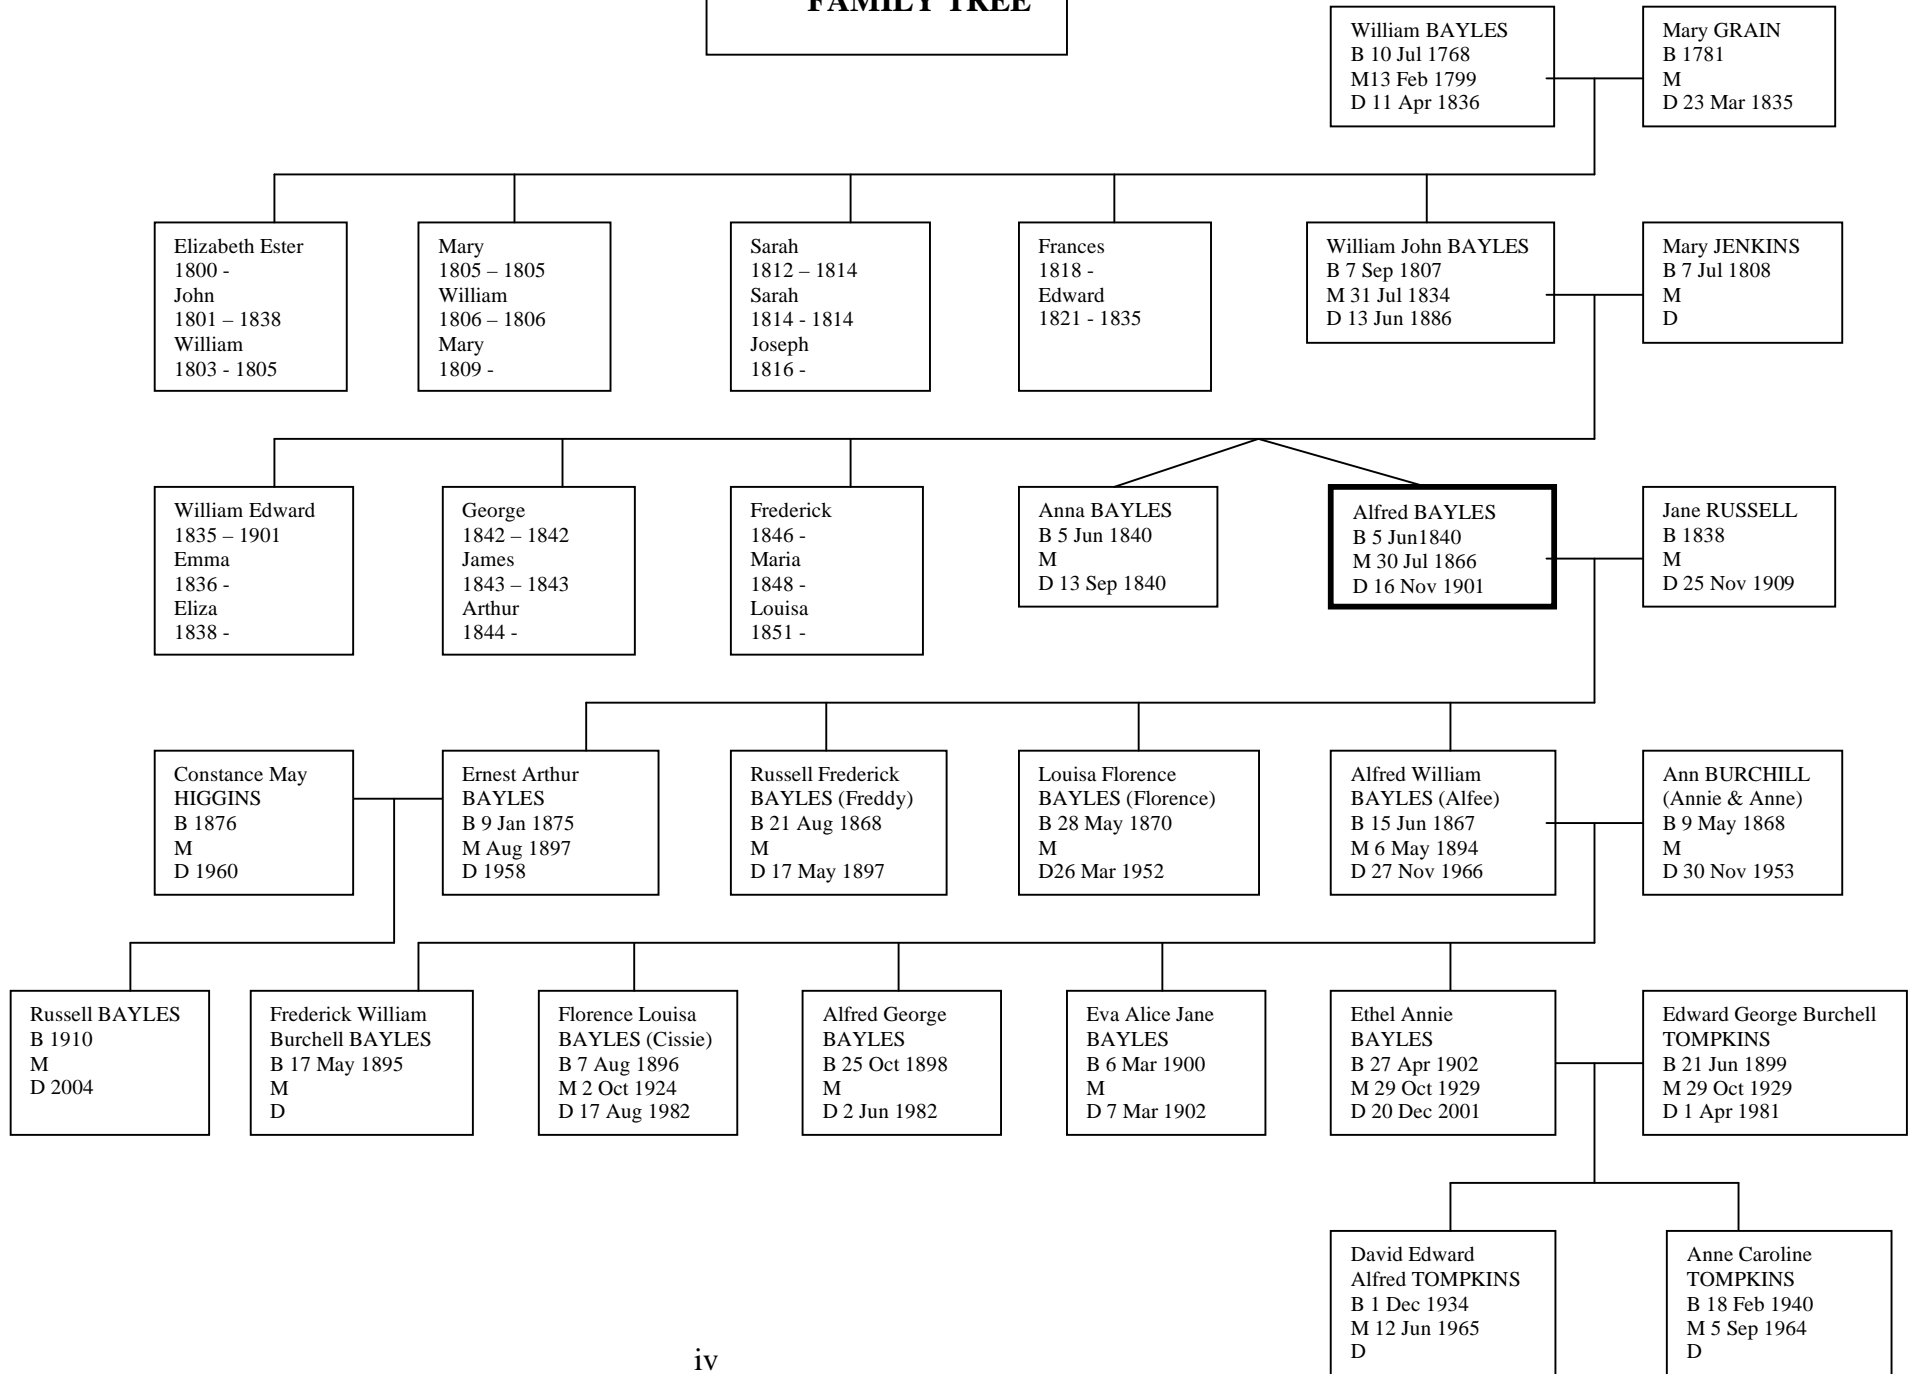 FAMILY TREE
William BAYLES
B 10 Jul 1768
M13 Feb 1799
D 11 Apr 1836
Mary GRAIN
B 1781
M
D 23 Mar 1835
Elizabeth Ester
1800 -
John
1801 – 1838
William
1803 - 1805
Mary
1805 – 1805
William
1806 – 1806
Mary
1809 -
Sarah
1812 – 1814
Sarah
1814 - 1814
Joseph
1816 -
Frances
1818 -
Edward
1821 - 1835
William John BAYLES
B 7 Sep 1807
M 31 Jul 1834
D 13 Jun 1886
Mary JENKINS
B 7 Jul 1808
M
D
William Edward
1835 – 1901
Emma
1836 -
Eliza
1838 -
George
1842 – 1842
James
1843 – 1843
Arthur
1844 -
Frederick
1846 -
Maria
1848 -
Louisa
1851 -
Anna BAYLES
B 5 Jun 1840
M
D 13 Sep 1840
Alfred BAYLES
B 5 Jun1840
M 30 Jul 1866
D 16 Nov 1901
Jane RUSSELL
B 1838
M
D 25 Nov 1909
Constance May
HIGGINS
B 1876
M
D 1960
Ernest Arthur
BAYLES
B 9 Jan 1875
M Aug 1897
D 1958
Russell Frederick
BAYLES (Freddy)
B 21 Aug 1868
M
D 17 May 1897
Louisa Florence
BAYLES (Florence)
B 28 May 1870
M
D26 Mar 1952
Alfred William
BAYLES (Alfee)
B 15 Jun 1867
M 6 May 1894
D 27 Nov 1966
Ann BURCHILL
(Annie & Anne)
B 9 May 1868
M
D 30 Nov 1953
Russell BAYLES
B 1910
M
D 2004
Frederick William
Burchell BAYLES
B 17 May 1895
M
D
Florence Louisa
BAYLES (Cissie)
B 7 Aug 1896
M 2 Oct 1924
D 17 Aug 1982
Alfred George
BAYLES
B 25 Oct 1898
M
D 2 Jun 1982
Eva Alice Jane
BAYLES
B 6 Mar 1900
M
D 7 Mar 1902
Ethel Annie
BAYLES
B 27 Apr 1902
M 29 Oct 1929
D 20 Dec 2001
Edward George Burchell
TOMPKINS
B 21 Jun 1899
M 29 Oct 1929
D 1 Apr 1981
David Edward
Alfred TOMPKINS
B 1 Dec 1934
M 12 Jun 1965
D
Anne Caroline
TOMPKINS
B 18 Feb 1940
M 5 Sep 1964
D
iv